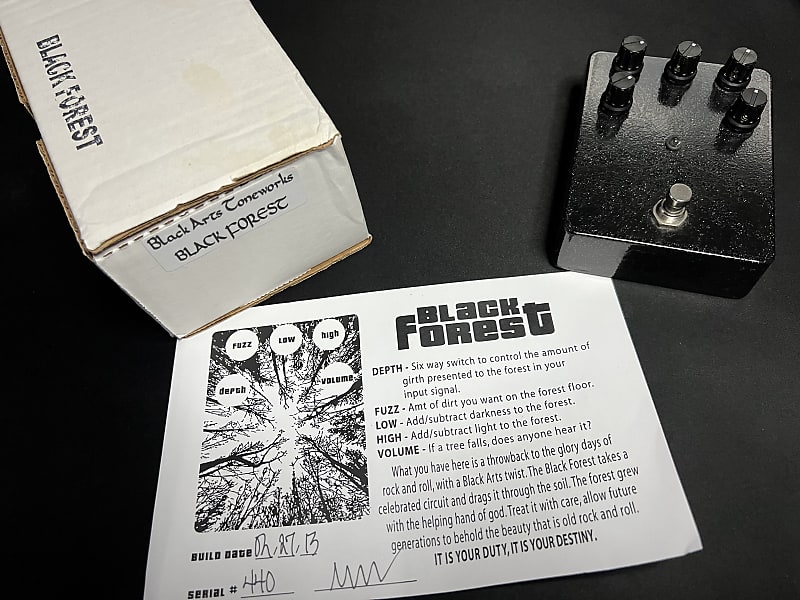 BLACK FOREST
Black Arts Toneworks
BLACK FOREST
FUZZ
LOW
high
depth
VOLUME
BLACK
FOREST
DEPTH - Six way switch to control the amount of
girth presented to the forest in your
input signal.
FUZZ - Amt of dirt you want on the forest floor.
LOW - Add/subtract darkness to the forest.
HIGH - Add/subtract light to the forest.
VOLUME - If a tree falls, does anyone hear it?
What you have here is a throwback to the glory days of
rock and roll, with a Black Arts twist. The Black Forest takes a
celebrated circuit and drags it through the soil. The forest grew
with the helping hand of god. Treat it with care, allow future
generations to behold the beauty that is old rock and roll.
IT IS YOUR DUTY, IT IS YOUR DESTINY.
BUILD DATE 02,27,13
SERIAL # 440